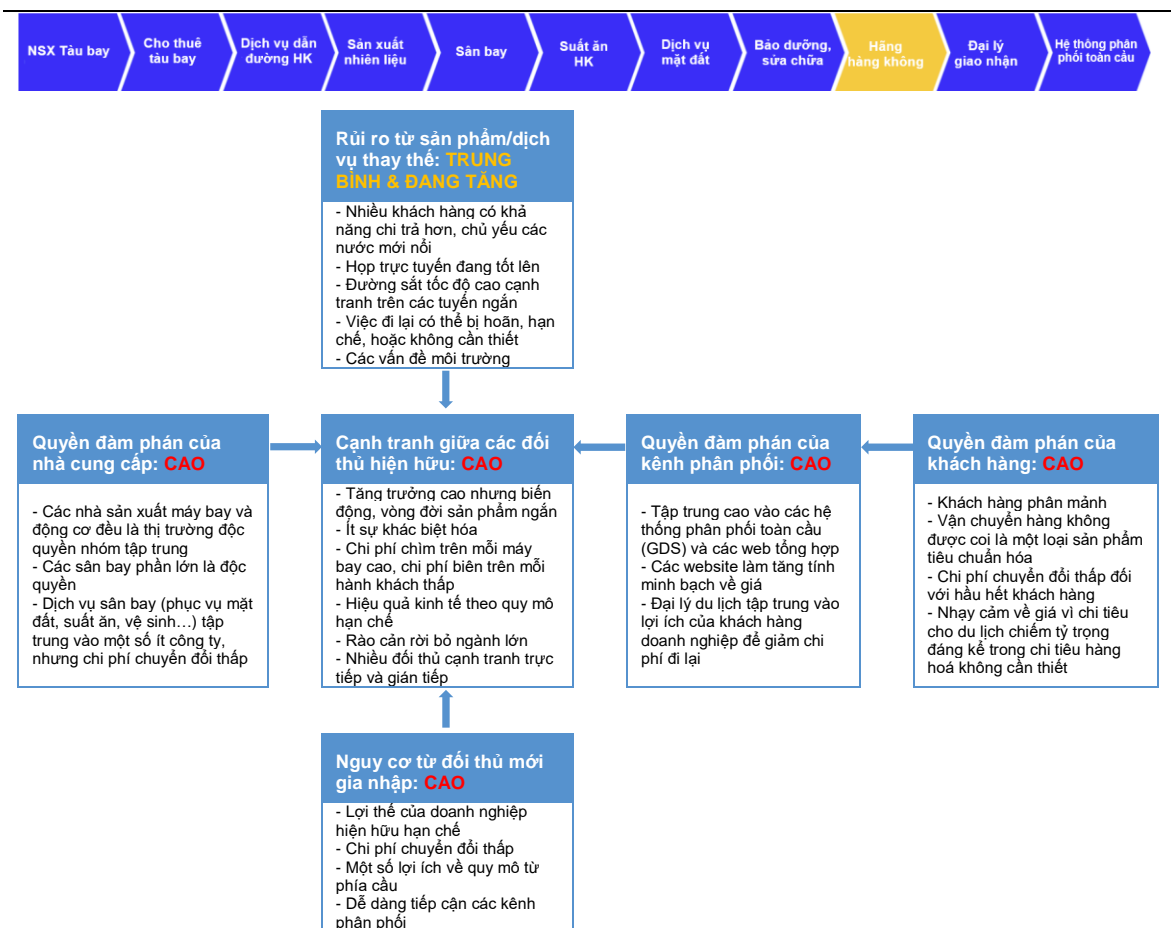 NSX Tàu bay
Cho thuê
tàu bay
Dịch vụ dẫn
đường HK
Sản xuất
nhiên liệu
Sân bay
Suất ăn
HK
Dịch vụ
mặt đất
Bảo dưỡng,
sửa chữa
Hãng
hàng không
Đại lý
giao nhận
Hệ thống phân
phối toàn cầu
Rủi ro từ sản phẩm/dịch
vụ thay thế: TRUNG
BÌNH & ĐANG TĂNG
- Nhiều khách hàng có khả
năng chi trả hơn, chủ yếu các
nước mới nổi
- Họp trực tuyến đang tốt lên
- Đường sắt tốc độ cao cạnh
tranh trên các tuyến ngắn
- Việc đi lại có thể bị hoãn, hạn
chế, hoặc không cần thiết
- Các vấn đề môi trường
Quyền đàm phán của
nhà cung cấp: CAO
- Các nhà sản xuất máy bay và
động cơ đều là thị trường độc
quyền nhóm tập trung
- Các sân bay phần lớn là độc
quyền
- Dịch vụ sân bay (phục vụ mặt
đất, suất ăn, vệ sinh…) tập
trung vào một số ít công ty,
nhưng chi phí chuyển đổi thấp
Cạnh tranh giữa các đối
thủ hiện hữu: CAO
- Tăng trưởng cao nhưng biến
động, vòng đời sản phẩm ngắn
- Ít sự khác biệt hóa
- Chi phí chìm trên mỗi máy
bay cao, chi phí biên trên mỗi
hành khách thấp
- Hiệu quả kinh tế theo quy mô
hạn chế
- Rào cản rời bỏ ngành lớn
- Nhiều đối thủ cạnh tranh trực
tiếp và gián tiếp
Quyền đàm phán của
kênh phân phối: CAO
- Tập trung cao vào các hệ
thống phân phối toàn cầu
(GDS) và các web tổng hợp
- Các website làm tăng tính
minh bạch về giá
- Đại lý du lịch tập trung vào
lợi ích của khách hàng
doanh nghiệp để giảm chi
phí đi lại
Quyền đàm phán của
khách hàng: CAO
- Khách hàng phân mảnh
- Vận chuyển hàng không
được coi là một loại sản phẩm
tiêu chuẩn hóa
- Chi phí chuyển đổi thấp đối
với hầu hết khách hàng
- Nhạy cảm về giá vì chi tiêu
cho du lịch chiếm tỷ trọng
đáng kể trong chi tiêu hàng
hoá không cần thiết
Nguy cơ từ đối thủ mới
gia nhập: CAO
- Lợi thế của doanh nghiệp
hiện hữu hạn chế
- Chi phí chuyển đổi thấp
- Một số lợi ích về quy mô từ
phía cầu
- Dễ dàng tiếp cận các kênh
phân phối